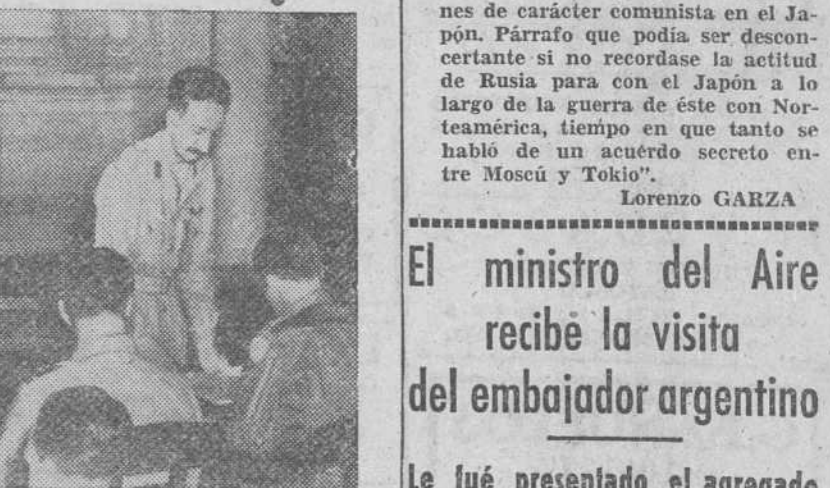 nes de carácter comunista en el Ja-
pón. Párrafo que podía ser descon-
certante si no recordase la actitud
de Rusia para con el Japón a lo
largo de la guerra de éste con Nor-
teamérica, tiempo en que tanto se
habló de un acuérdo secreto en-
tre Moscú y Tokio".
Lorenzo GARZA
El ministro del Aire
recibe la visita
del embajador argentino
Le fué presentado el agregado